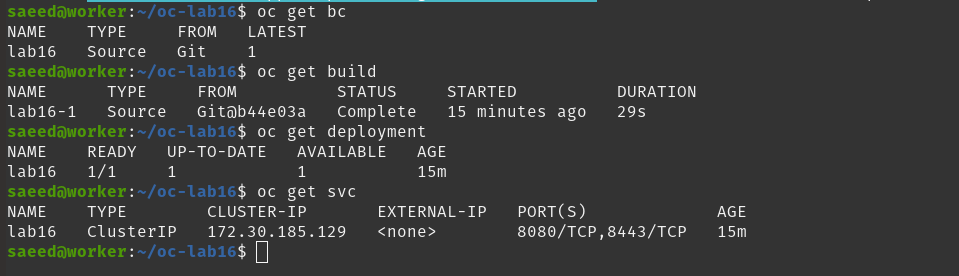 saeed@worker:~/oc-lab16$ oc get bc
NAME    TYPE     FROM   LATEST
lab16   Source   Git    1
saeed@worker:~/oc-lab16$ oc get build
NAME      TYPE     FROM          STATUS     STARTED          DURATION
lab16-1   Source   Git@b44e03a   Complete   15 minutes ago   29s
saeed@worker:~/oc-lab16$ oc get deployment
NAME    READY   UP-TO-DATE   AVAILABLE   AGE
lab16   1/1     1            1           15m
saeed@worker:~/oc-lab16$ oc get svc
NAME    TYPE        CLUSTER-IP       EXTERNAL-IP   PORT(S)             AGE
lab16   ClusterIP   172.30.185.129   <none>        8080/TCP,8443/TCP   15m
saeed@worker:~/oc-lab16$